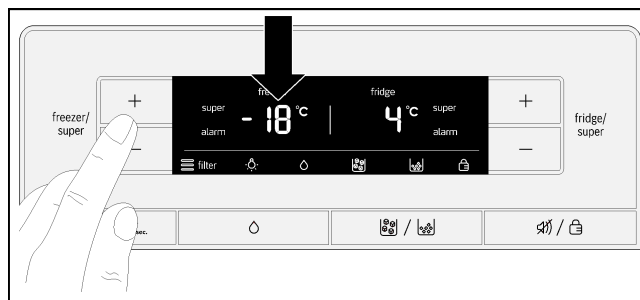 fridge
super
-18°C
4°C
super
alarm
alarm
filter
+
-
freezer/
super
+
-
fridge/
super
sec.
/
/